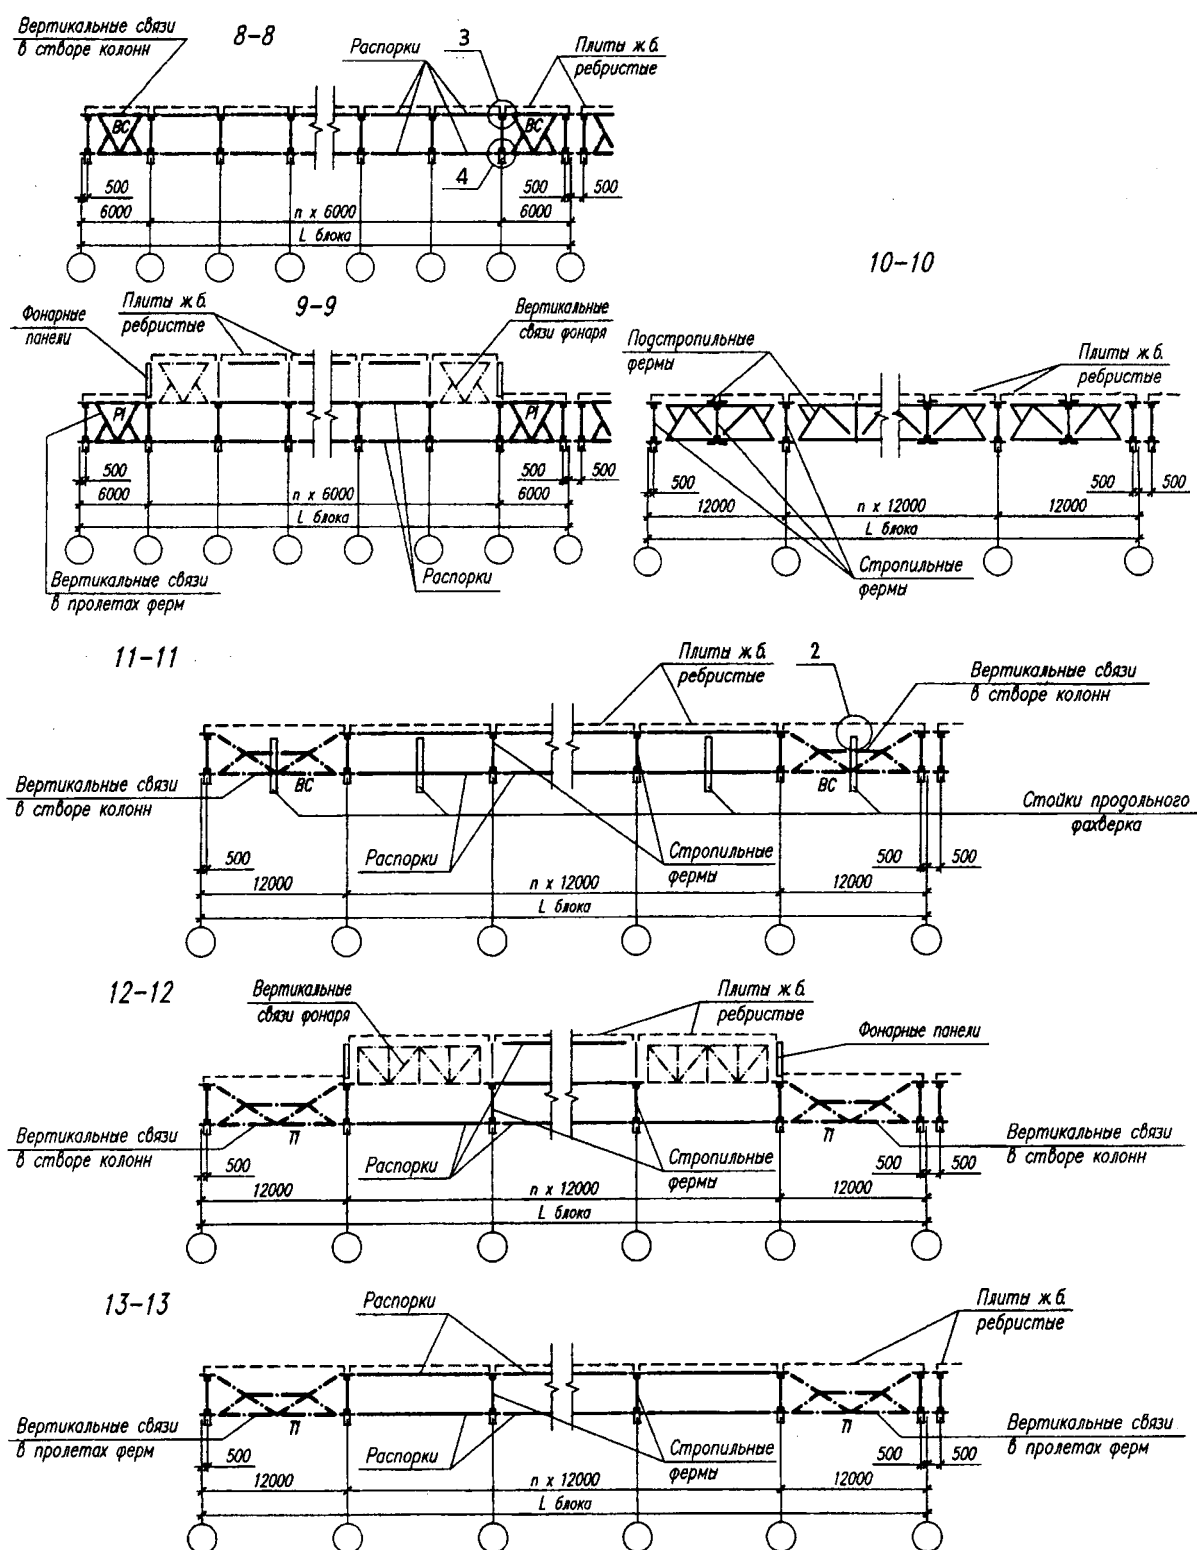 Вертикальные связи
в створе колонн
8-8
Распорки
3
Плиты ж.б.
ребристые
ВС
ВС
4
500
500
500
6000
n x 6000
6000
L блока
9-9
Фонарные
панели
Плиты ж.б.
ребристые
Вертикальные
связи фонаря
Р1
Р1
500
500
500
6000
n x 6000
6000
L блока
Вертикальные связи
в пролетах ферм
Распорки
10-10
Подстропильные
фермы
Плиты ж.б.
ребристые
500
500
500
12000
n x 12000
12000
L блока
Стропильные
фермы
11-11
Плиты ж.б.
ребристые
2
Вертикальные связи
в створе колонн
Вертикальные связи
в створе колонн
ВС
ВС
Стойки продольного
фахверка
500
Распорки
Стропильные
фермы
500
500
12000
n x 12000
12000
L блока
12-12
Вертикальные
связи фонаря
Плиты ж.б.
ребристые
Фонарные панели
Вертикальные связи
в створе колонн
П
П
Вертикальные связи
в створе колонн
500
Распорки
Стропильные
фермы
500
500
12000
n x 12000
12000
L блока
13-13
Распорки
Плиты ж.б.
ребристые
Вертикальные связи
в пролетах ферм
П
П
Вертикальные связи
в пролетах ферм
500
Распорки
Стропильные
фермы
500
500
12000
n x 12000
12000
L блока